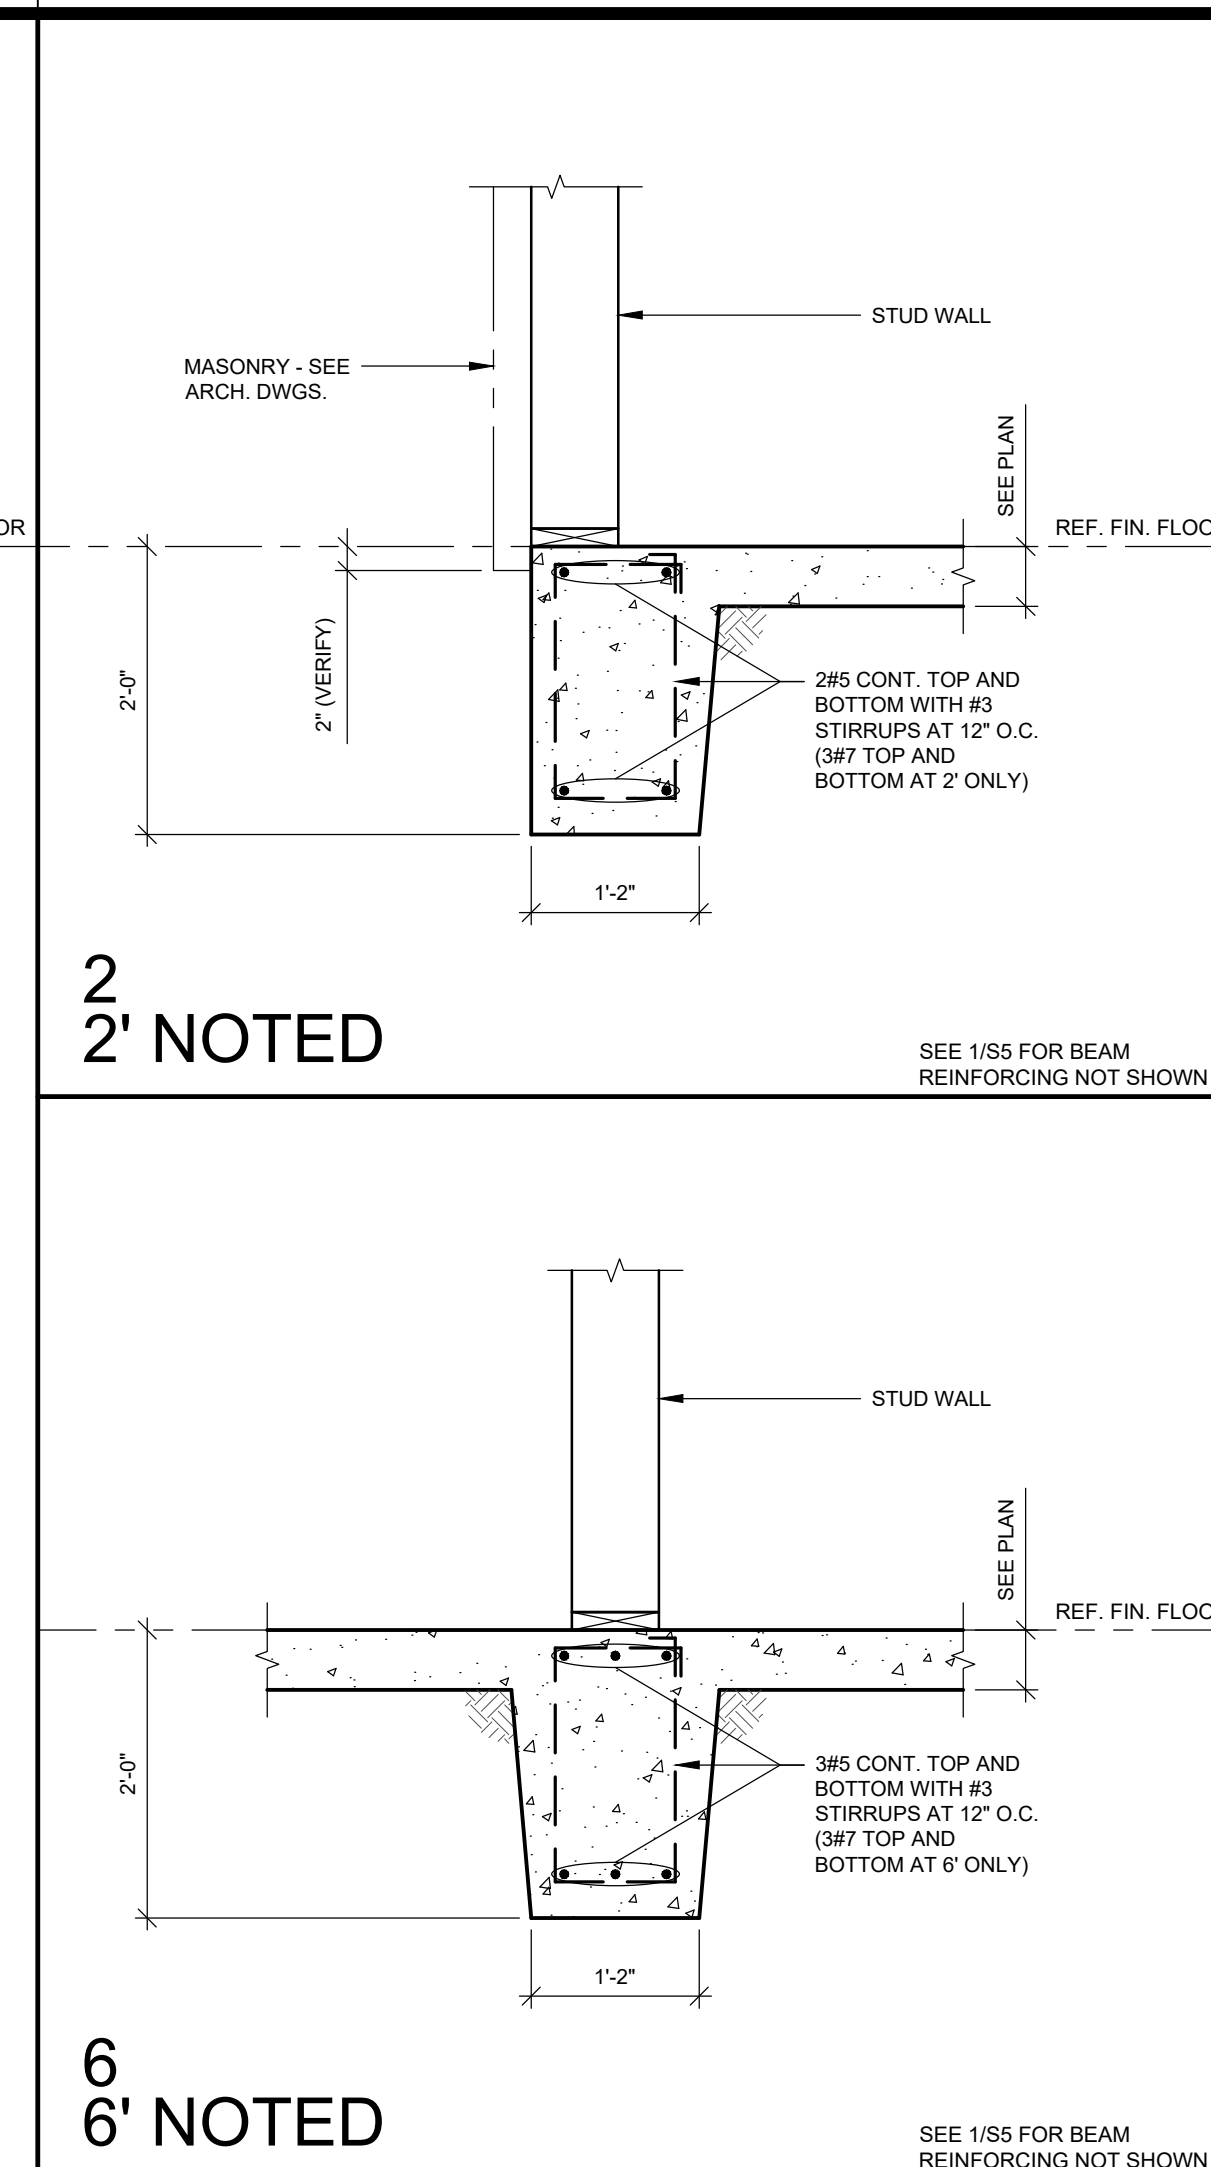 STUD WALL
MASONRY - SEE
ARCH. DWGS.
SEE PLAN
OR
REF. FIN. FLOO
2'-0"
2" (VERIFY)
2#5 CONT. TOP AND
BOTTOM WITH #3
STIRRUPS AT 12" O.C.
(3#7 TOP AND
BOTTOM AT 2' ONLY)
1'-2"
2
2' NOTED
SEE 1/S5 FOR BEAM
REINFORCING NOT SHOWN
STUD WALL
SEE PLAN
REF. FIN. FLOO
2'-0"
3#5 CONT. TOP AND
BOTTOM WITH #3
STIRRUPS AT 12" O.C.
(3#7 TOP AND
BOTTOM AT 6' ONLY)
1'-2"
6
6' NOTED
SEE 1/S5 FOR BEAM
REINFORCING NOT SHOWN